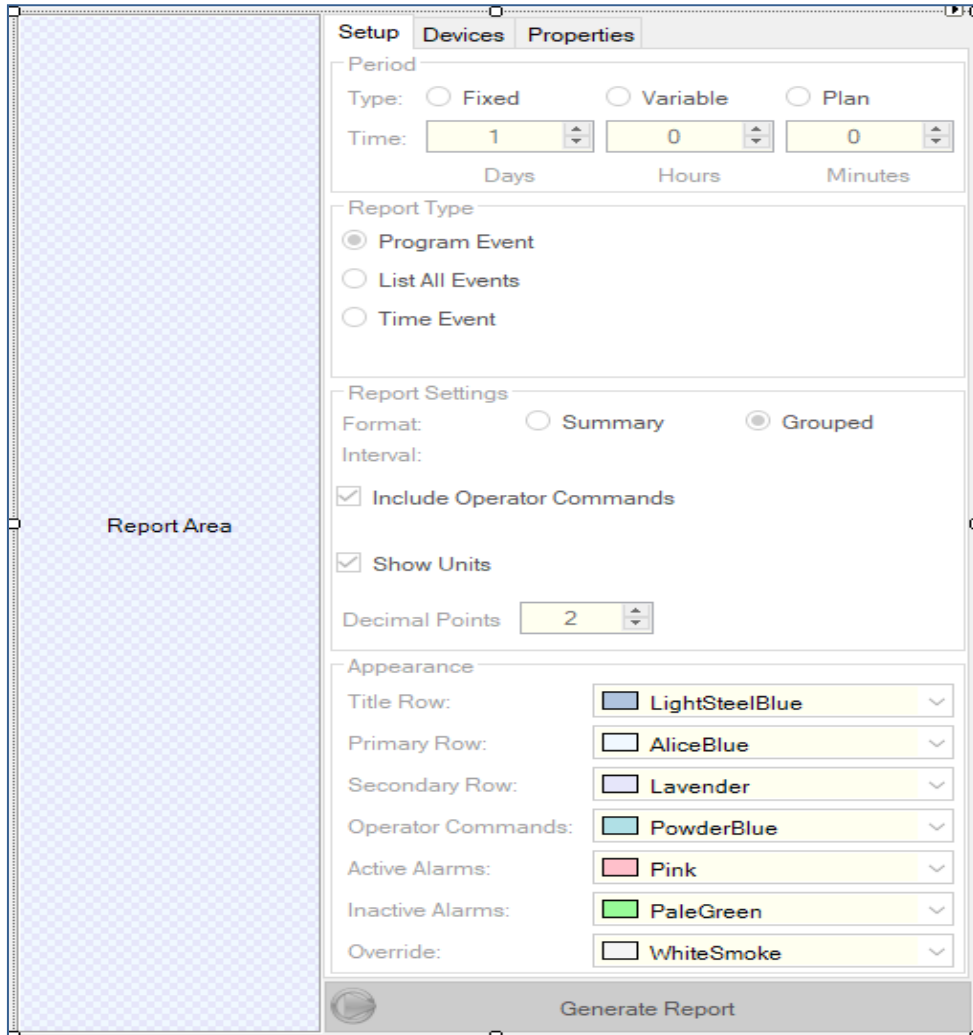 Setup Devices Properties
Period
Type: Fixed Variable Plan
Time: 1 0 0
Days Hours Minutes
Report Type
Program Event
List All Events
Time Event
Report Settings
Format: Summary Grouped
Interval:
Include Operator Commands
Report Area
Show Units
Decimal Points 2
Appearance
Title Row: LightSteelBlue
Primary Row: AliceBlue
Secondary Row: Lavender
Operator Commands: PowderBlue
Active Alarms: Pink
Inactive Alarms: PaleGreen
Override: WhiteSmoke
Generate Report